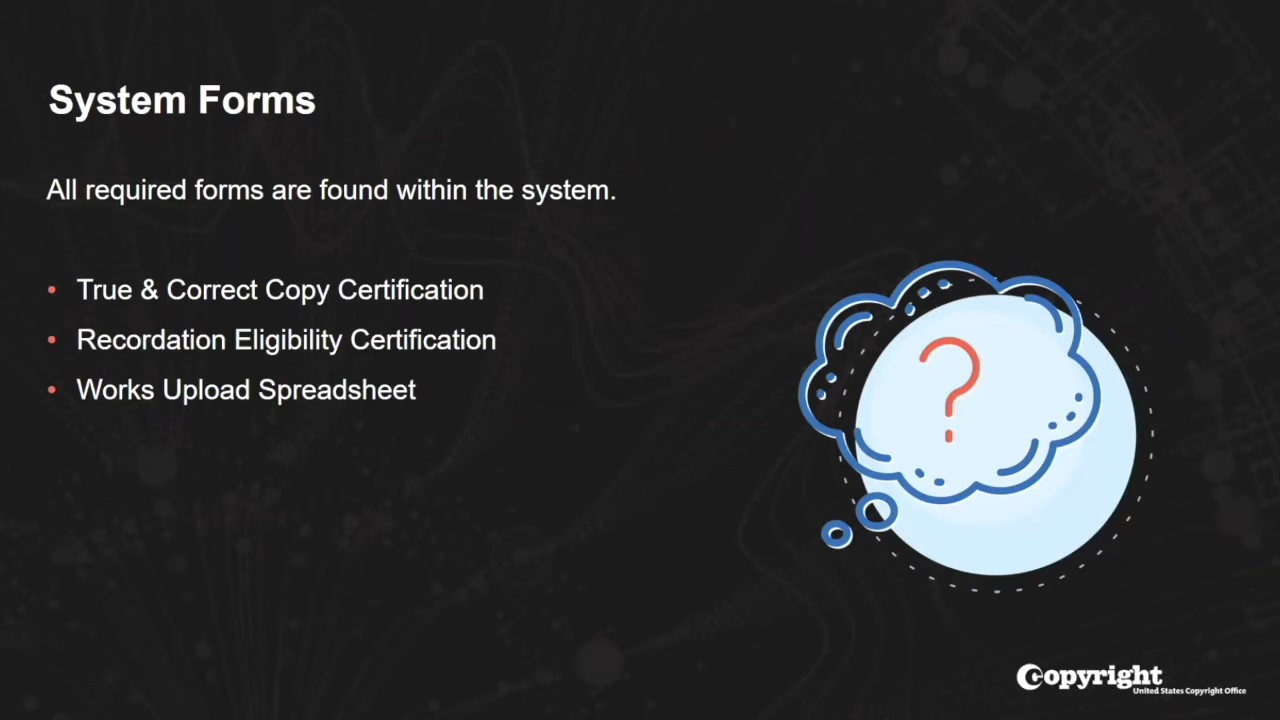 System Forms
All required forms are found within the system.
• True & Correct Copy Certification
• Recordation Eligibility Certification
• Works Upload Spreadsheet
?
Copyright
United States Copyright Office